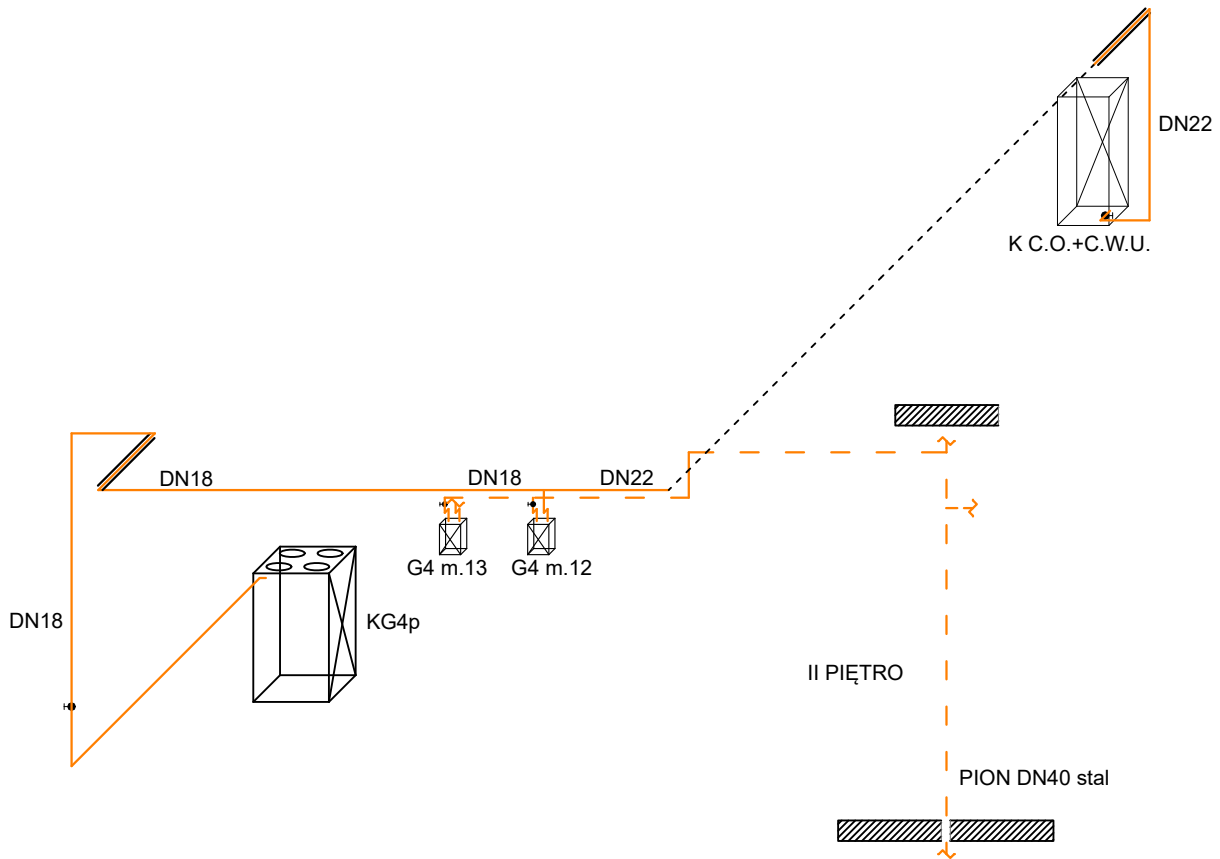 DN22
K C.O.+C.W.U.
DN18
DN18
DN22
G4 m.13
G4 m.12
DN18
KG4p
II PIĘTRO
PION DN40 stal